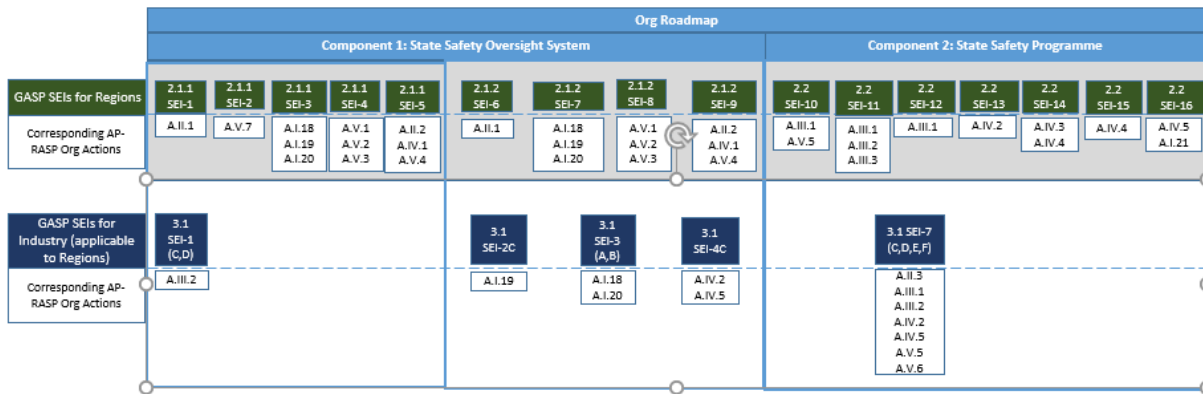 Org Roadmap
Component 1: State Safety Oversight System
Component 2: State Safety Programme
GASP SEIs for Regions
2.1.1
SEI-1
2.1.1
SEI-2
2.1.1
SEI-3
2.1.1
SEI-4
2.1.1
SEI-5
2.1.2
SEI-6
2.1.2
SEI-7
2.1.2
SEI-8
2.1.2
SEI-9
2.2
SEI-10
2.2
SEI-11
2.2
SEI-12
2.2
SEI-13
2.2
SEI-14
2.2
SEI-15
2.2
SEI-16
Corresponding AP-
RASP Org Actions
A.II.1
A.V.7
A.I.18
A.I.19
A.I.20
A.V.1
A.V.2
A.V.3
A.II.2
A.IV.1
A.V.4
A.II.1
A.I.18
A.I.19
A.I.20
A.V.1
A.V.2
A.V.3
A.II.2
A.IV.1
A.V.4
A.III.1
A.V.5
A.III.1
A.III.2
A.III.3
A.III.1
A.IV.2
A.IV.3
A.IV.4
A.IV.4
A.IV.5
A.I.21
GASP SEIs for
Industry (applicable
to Regions)
3.1
SEI-1
(C,D)
3.1
SEI-2C
3.1
SEI-3
(A,B)
3.1
SEI-4C
3.1 SEI-7
(C,D,E,F)
Corresponding AP-
RASP Org Actions
A.III.2
A.I.19
A.I.18
A.I.20
A.IV.2
A.IV.5
A.II.3
A.III.1
A.III.2
A.IV.2
A.IV.5
A.V.5
A.V.6